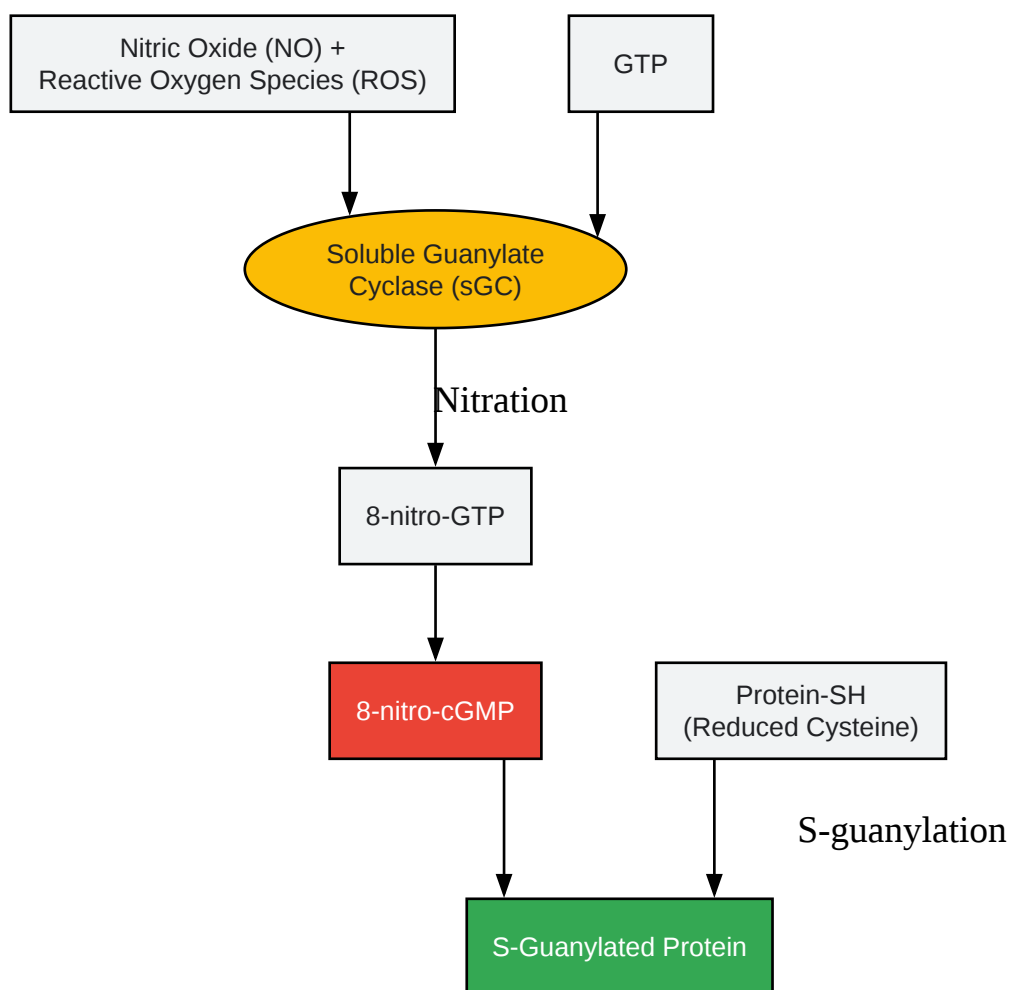 Nitric Oxide (NO) +
Reactive Oxygen Species (ROS)
GTP
Soluble Guanylate
Cyclase (sGC)
Nitration
8-nitro-GTP
8-nitro-cGMP
Protein-SH
(Reduced Cysteine)
S-guanylation
S-Guanylated Protein